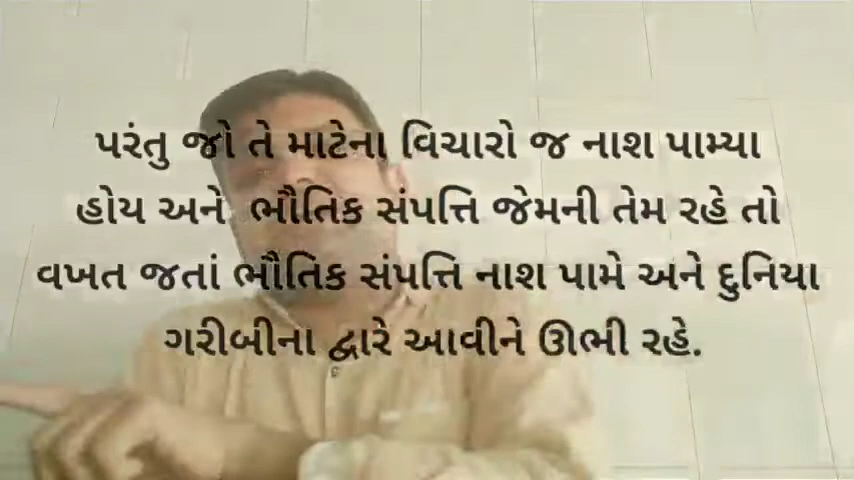 પરંતુ જો તે માટેના વિચારો જ નાશ પામ્યા
હોય અને  ભૌતિક સંપત્તિ જેમની તેમ રહે તો
વખત જતાં ભૌતિક સંપત્તિ નાશ પામે અને દુનિયા
ગરીબીના દ્વારે આવીને ઊભી રહે.